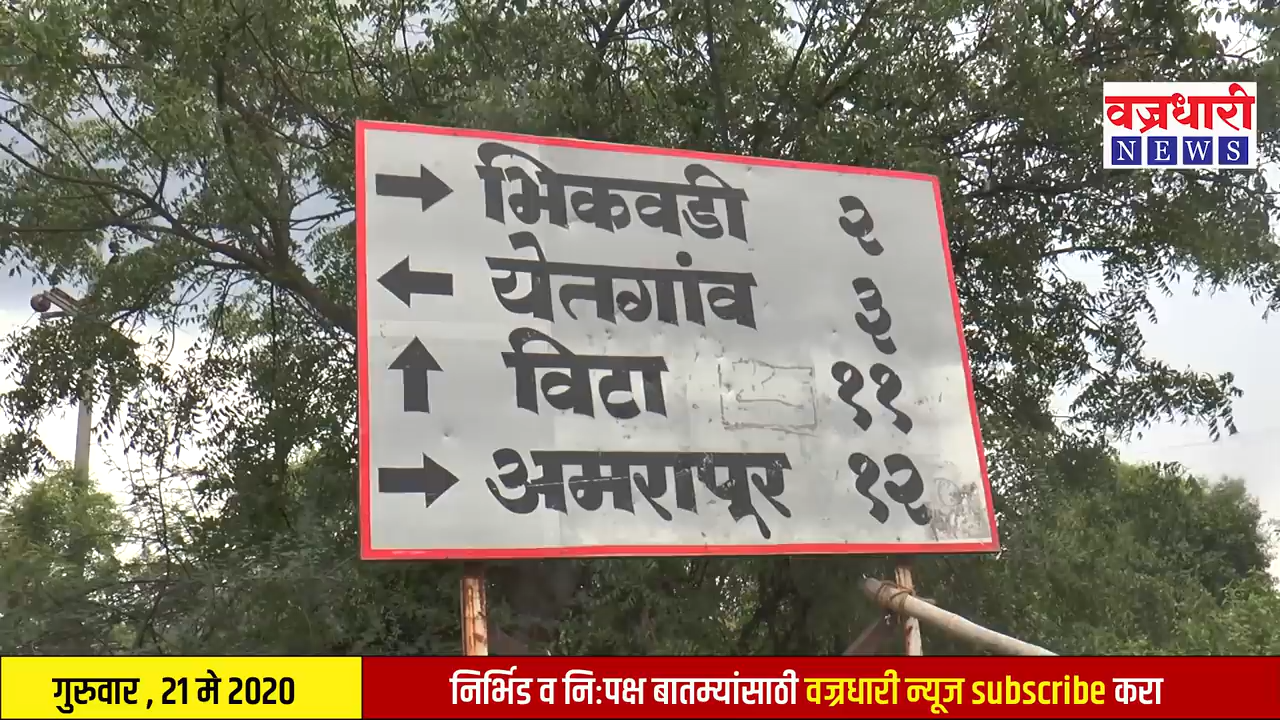 वज्रधारी
NEWS
→ भिकवडी २
← येतगांव ३
↑ विटा ११
→ अमरापूर १२
गुरुवार , 21 मे 2020
निर्भिड व नि:पक्ष बातम्यांसाठी वज्रधारी न्यूज subscribe करा